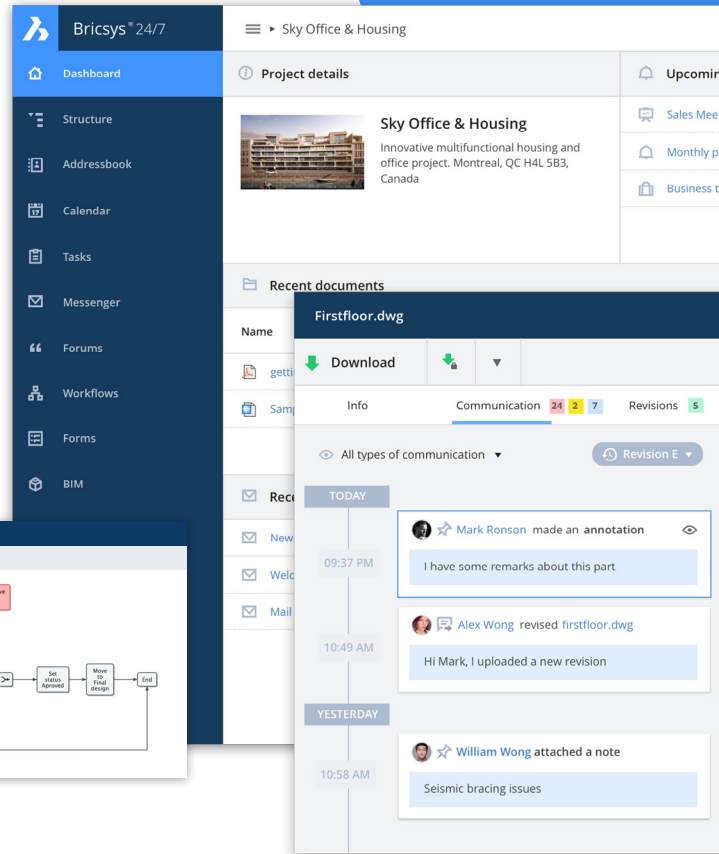 Bricsys® 24/7
Sky Office & Housing
Dashboard
Structure
Addressbook
Calendar
17
Tasks
Messenger
Forums
Workflows
Forms
BIM
Project details
Sky Office & Housing
Innovative multifunctional housing and
office project. Montreal, QC H4L 5B3,
Canada
Upcomin
Sales Meet
Monthly p
Business t
Recent documents
Name
getti
Sam
Rece
New
Welc
Mail
Firstfloor.dwg
Download
Info
Communication 24 2 7
Revisions 5
All types of communication
Revision E
TODAY
09:37 PM
Mark Ronson made an annotation
I have some remarks about this part
10:49 AM
Alex Wong revised firstfloor.dwg
Hi Mark, I uploaded a new revision
YESTERDAY
10:58 AM
William Wong attached a note
Seismic bracing issues
Set
status
Aproved
Move
to
Final
design
End